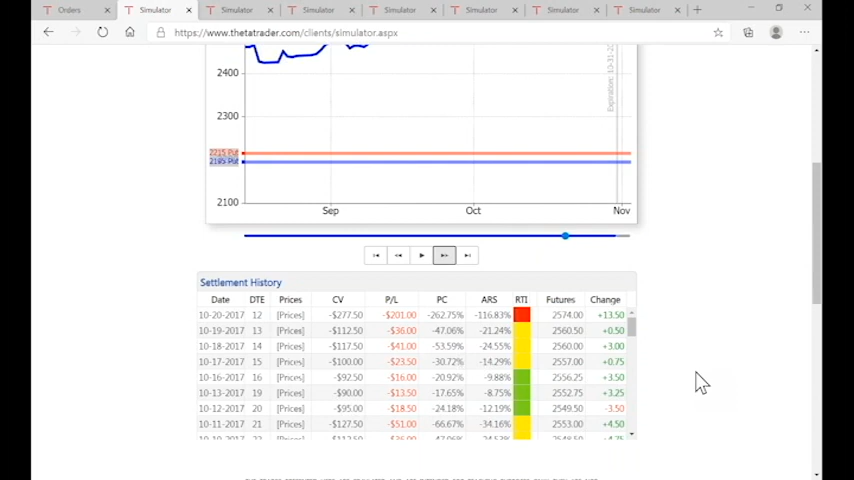 Orders Simulator Simulator Simulator Simulator Simulator Simulator Simulator
https://www.thetatrader.com/clients/simulator.aspx
2400
2300
2215 Put
2195 Put
2100
Expiration: 10-31-20
Sep Oct Nov
Settlement History
Date DTE Prices CV P/L PC ARS RTI Futures Change
10-20-2017 12 [Prices] -$277.50 -$201.00 -262.75% -116.83% 2574.00 +13.50
10-19-2017 13 [Prices] -$112.50 -$36.00 -47.06% -21.24% 2560.50 +0.50
10-18-2017 14 [Prices] -$117.50 -$41.00 -53.59% -24.55% 2560.00 +3.00
10-17-2017 15 [Prices] -$100.00 -$23.50 -30.72% -14.29% 2557.00 +0.75
10-16-2017 16 [Prices] -$92.50 -$16.00 -20.92% -9.88% 2556.25 +3.50
10-13-2017 19 [Prices] -$90.00 -$13.50 -17.65% -8.75% 2552.75 +3.25
10-12-2017 20 [Prices] -$95.00 -$18.50 -24.18% -12.19% 2549.50 -3.50
10-11-2017 21 [Prices] -$127.50 -$51.00 -66.67% -34.16% 2553.00 +4.50